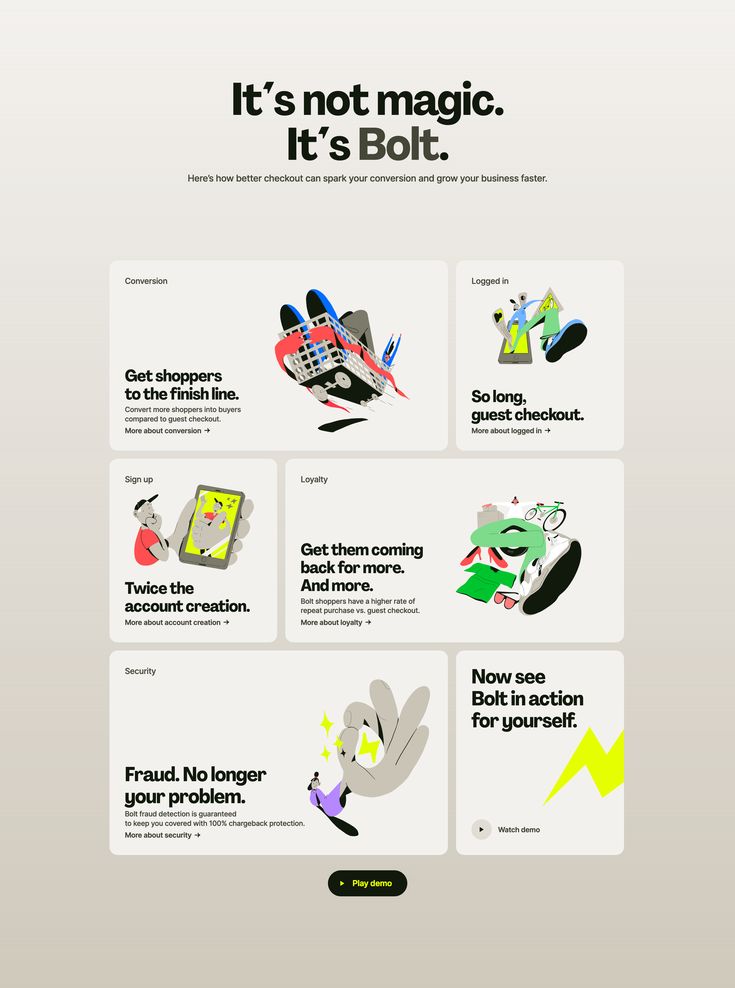 It's not magic.
It's Bolt.
Here's how better checkout can spark your conversion and grow your business faster.
Conversion
Get shoppers
to the finish line.
Convert more shoppers into buyers
compared to guest checkout.
More about conversion →
Logged in
So long,
guest checkout.
More about logged in →
Sign up
Twice the
account creation.
More about account creation →
Loyalty
Get them coming
back for more.
And more.
Bolt shoppers have a higher rate of
repeat purchase vs. guest checkout.
More about loyalty →
Security
Fraud. No longer
your problem.
Bolt fraud detection is guaranteed
to keep you covered with 100% chargeback protection.
More about security →
Now see
Bolt in action
for yourself.
Watch demo
Play demo